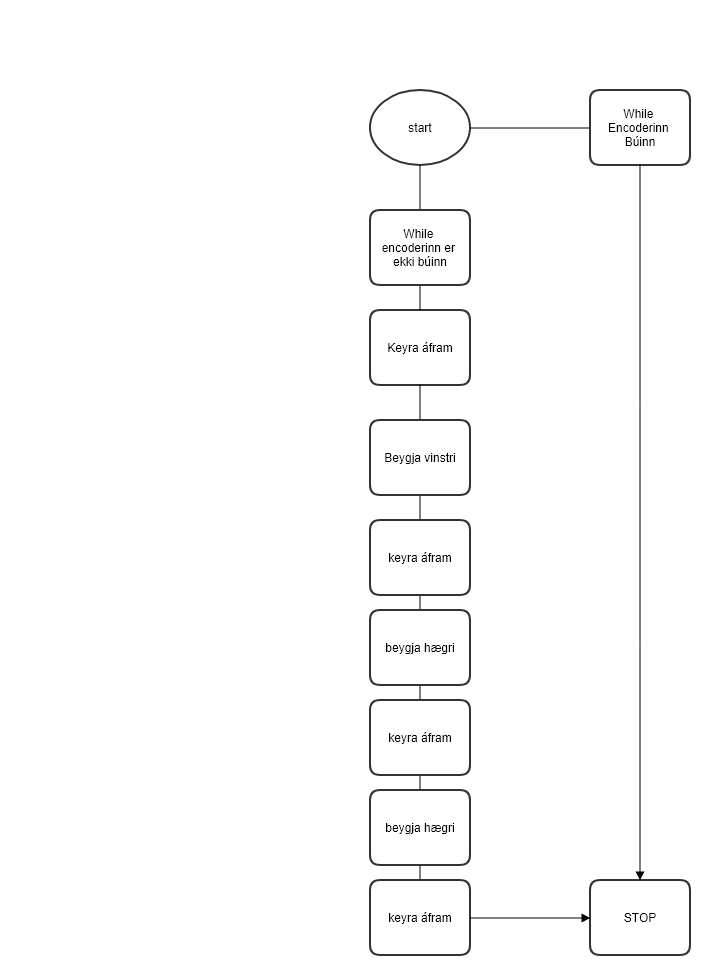 start
While
Encoderinn
Búinn
While
encoderinn er
ekki búinn
Keyra áfram
Beygja vinstri
keyra áfram
beygja hægri
keyra áfram
beygja hægri
keyra áfram
STOP